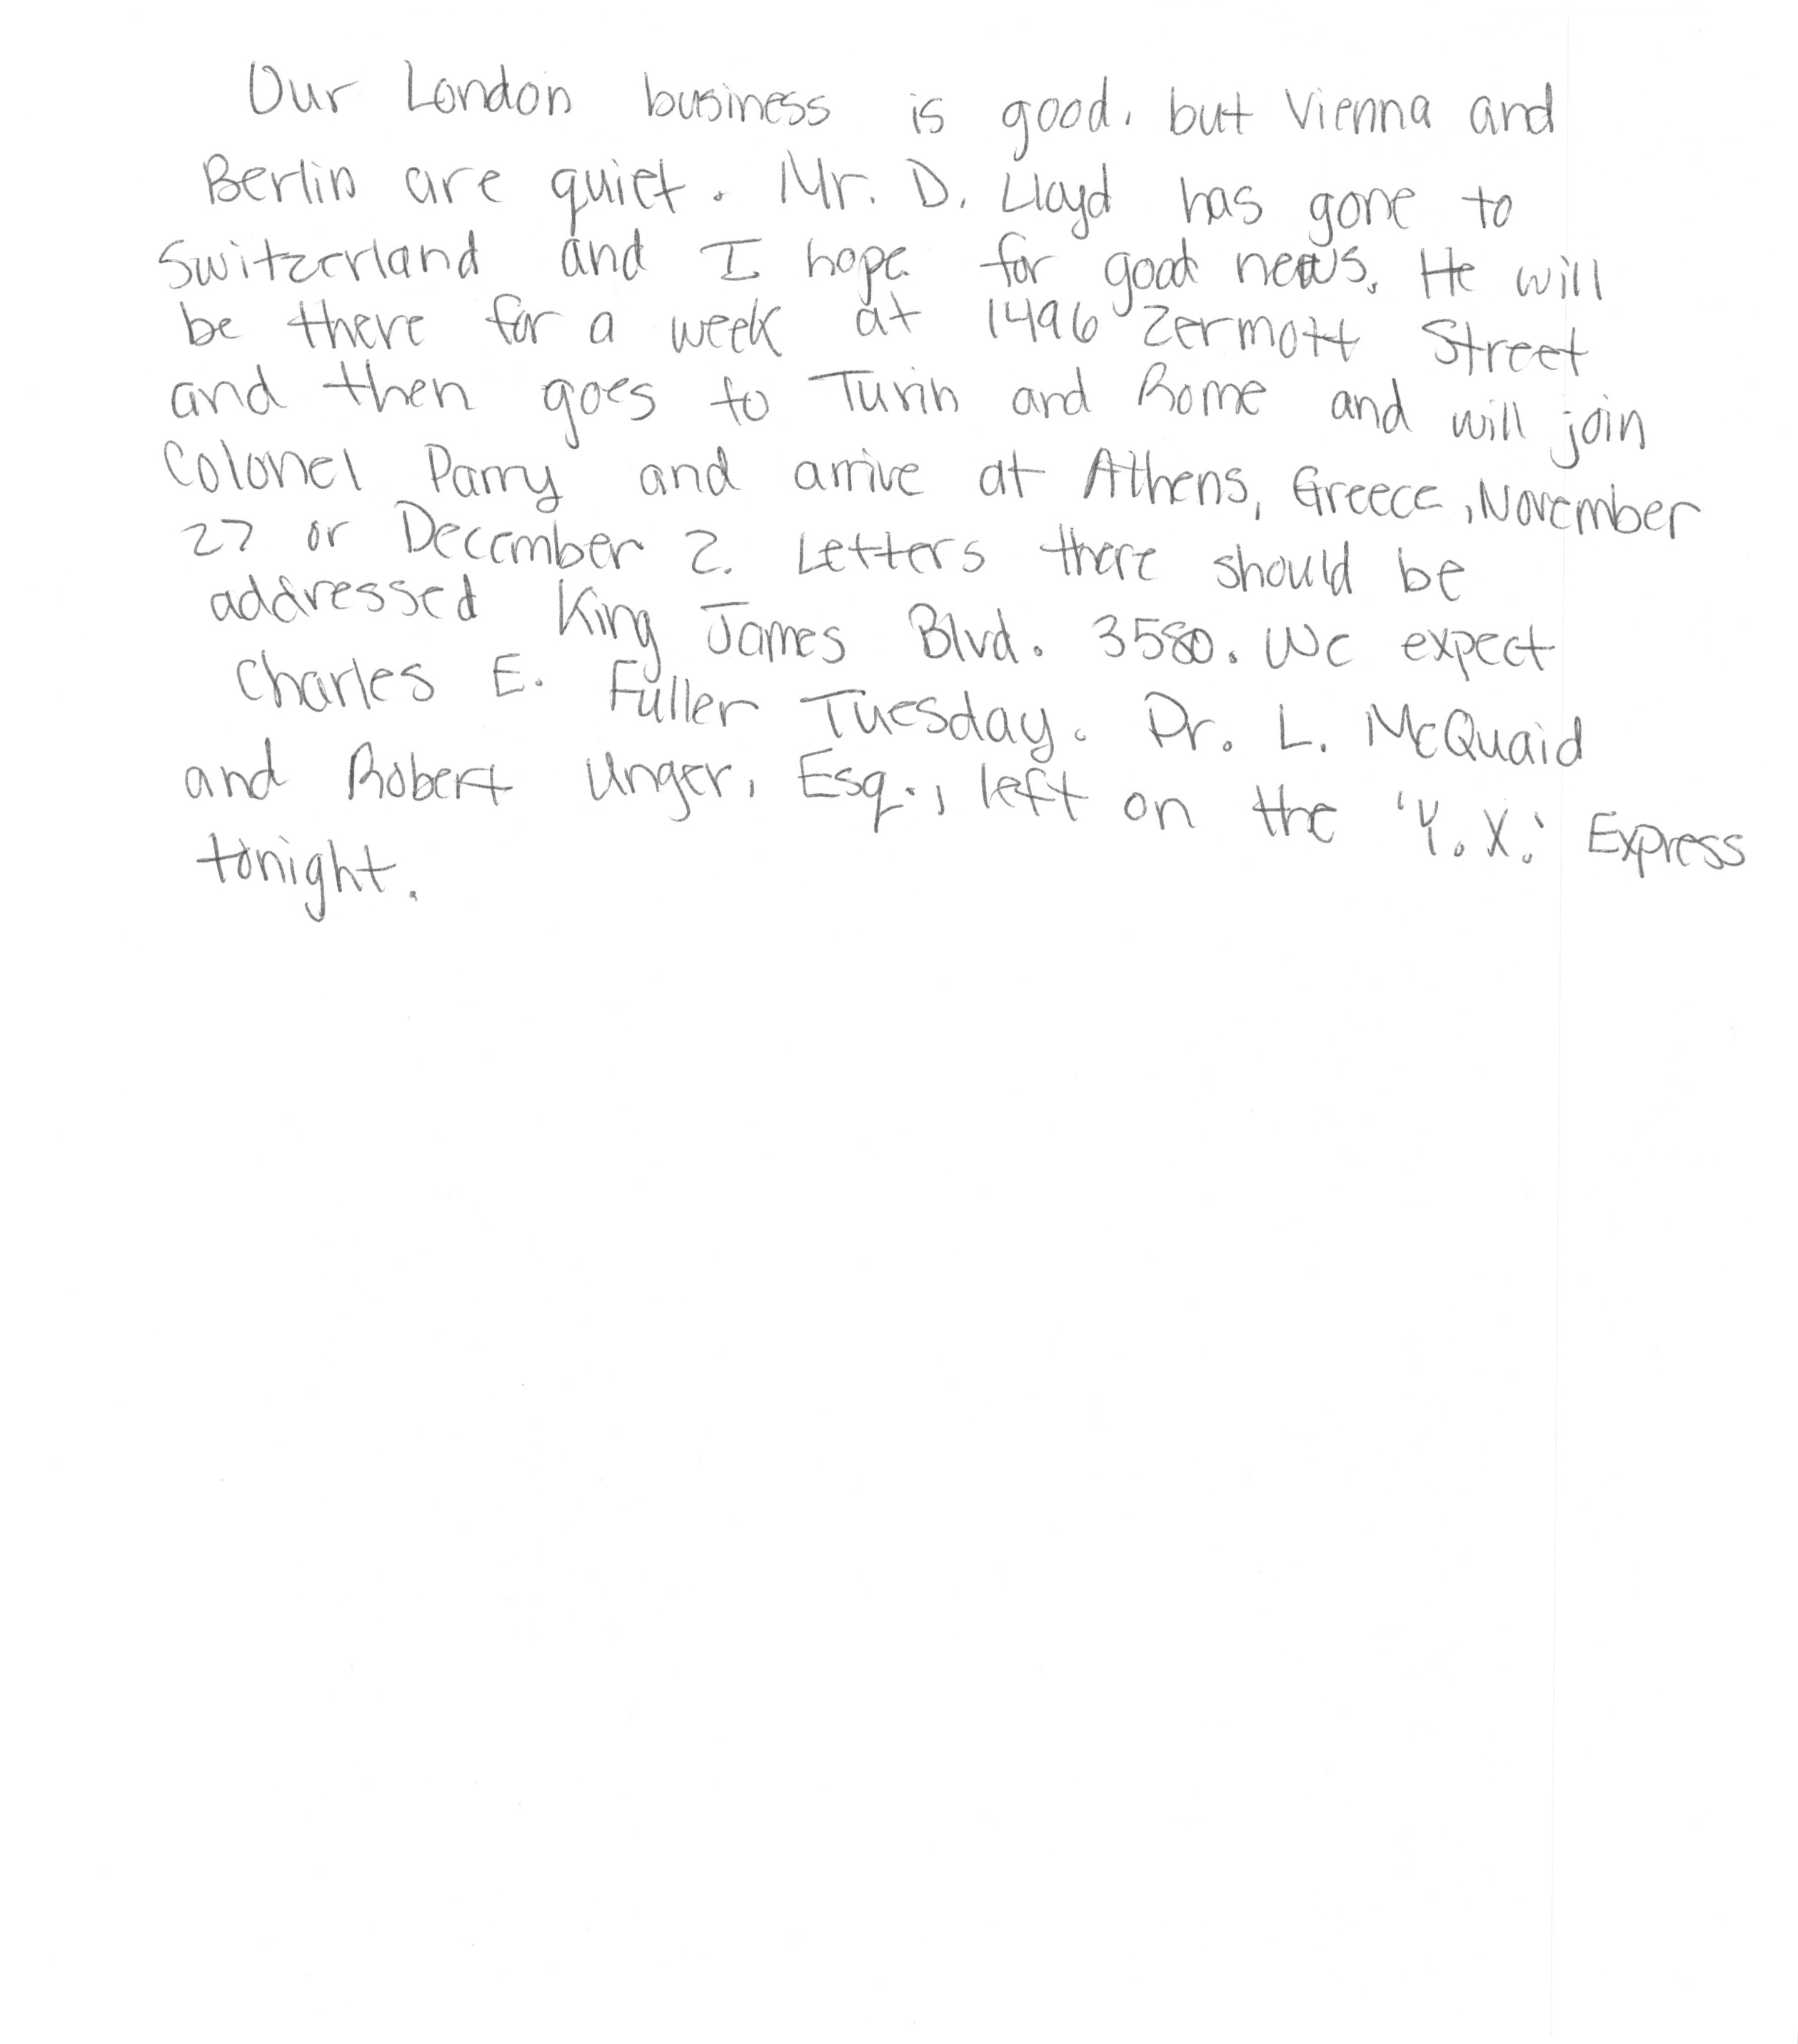 Our London business is good, but Vienna and
Berlin are quiet. Mr. D. Lloyd has gone to
Switzerland and I hope for good news. He will
be there for a week at 1496 Zermott Street
and then goes to Turin and Rome and will join
Colonel Parry and arrive at Athens, Greece, November
27 or December 2. Letters there should be
addressed King James Blvd. 3580. We expect
Charles E. Fuller Tuesday. Dr. L. McQuaid
and Robert Unger, Esq., left on the 'Y.X.' Express
tonight.